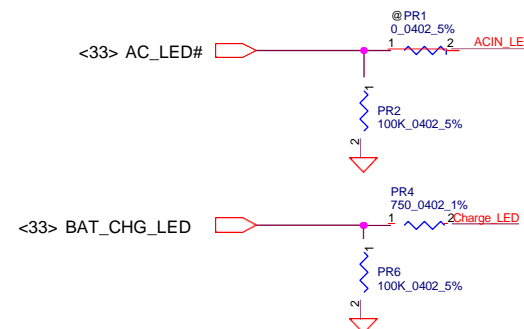 @PR1
0_0402_5%
<33> AC_LED# 1 2 ACIN_LE
1
PR2
100K_0402_5%
2
PR4
750_0402_1%
<33> BAT_CHG_LED 1 2 Charge_LED
1
PR6
100K_0402_5%
2